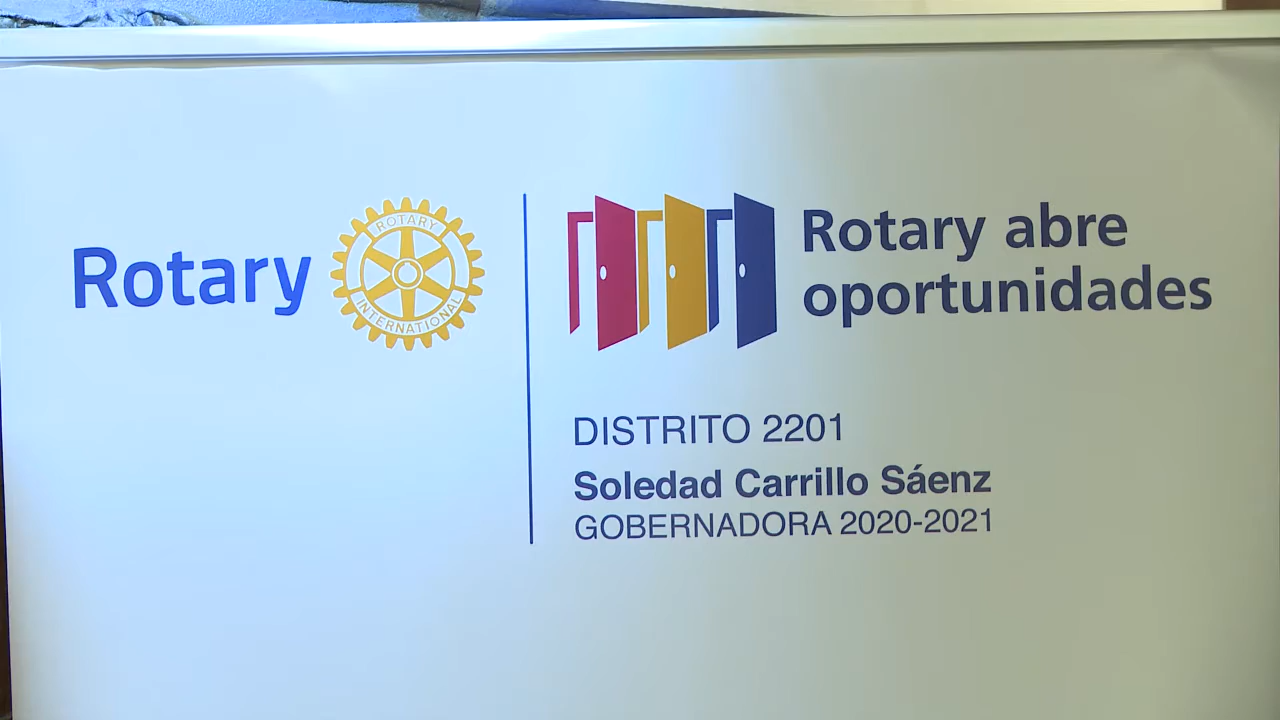 Rotary
ROTARY
INTERNATIONAL
Rotary abre
oportunidades
DISTRITO 2201
Soledad Carrillo Sáenz
GOBERNADORA 2020-2021